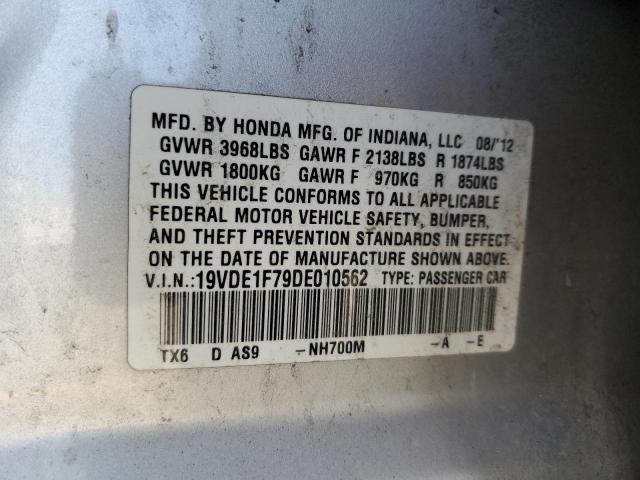 MFD. BY HONDA MFG. OF INDIANA, LLC 08/'12
GVWR 3968LBS GAWR F 2138LBS R 1874LBS
GVWR 1800KG GAWR F 970KG R 850KG
THIS VEHICLE CONFORMS TO ALL APPLICABLE
FEDERAL MOTOR VEHICLE SAFETY, BUMPER,
AND THEFT PREVENTION STANDARDS IN EFFECT
ON THE DATE OF MANUFACTURE SHOWN ABOVE.
V.I.N.:19VDE1F79DE010562 TYPE: PASSENGER CAR
TX6 D AS9 -NH700M -A -E